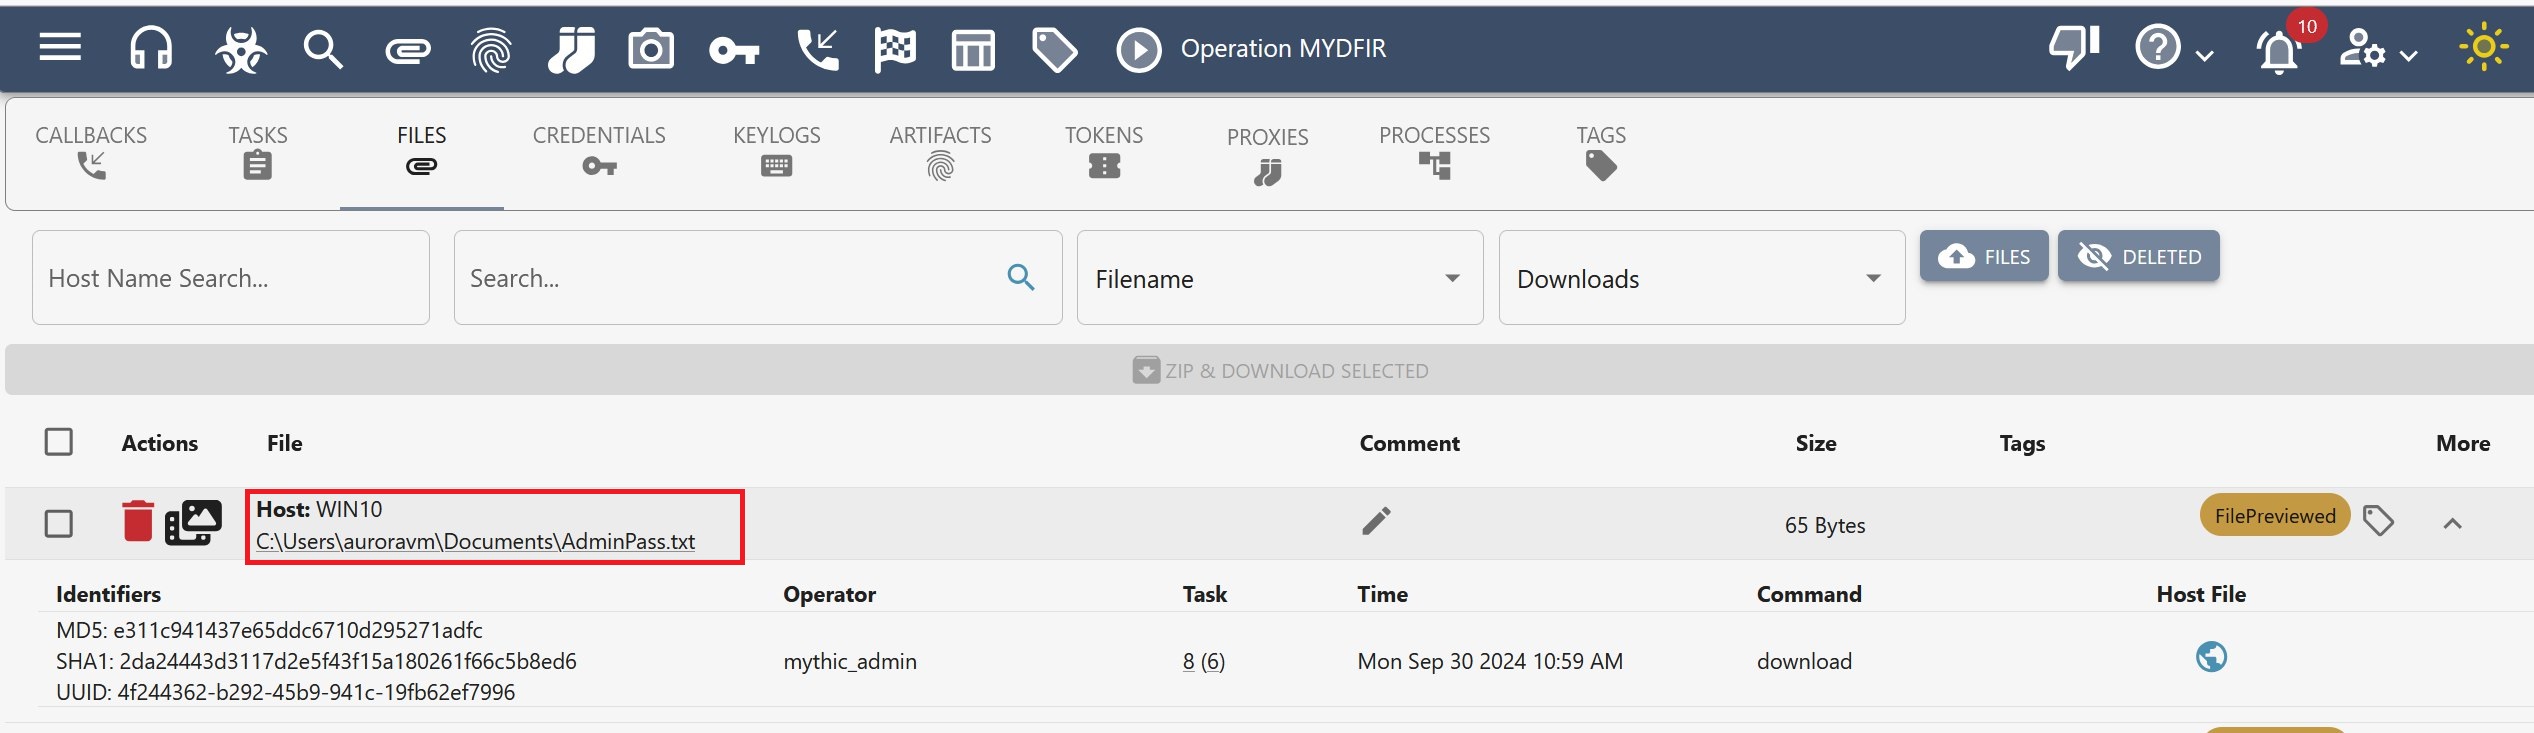 10
Operation MYDFIR
CALLBACKS TASKS FILES CREDENTIALS KEYLOGS ARTIFACTS TOKENS PROXIES PROCESSES TAGS
Host Name Search... Search... Filename Downloads FILES DELETED
ZIP & DOWNLOAD SELECTED
Actions File Comment Size Tags More
Host: WIN10
C:\Users\auroravm\Documents\AdminPass.txt 65 Bytes FilePreviewed
Identifiers Operator Task Time Command Host File
MD5: e311c941437e65ddc6710d295271adfc
SHA1: 2da24443d3117d2e5f43f15a180261f66c5b8ed6 mythic_admin 8 (6) Mon Sep 30 2024 10:59 AM download
UUID: 4f244362-b292-45b9-941c-19fb62ef7996